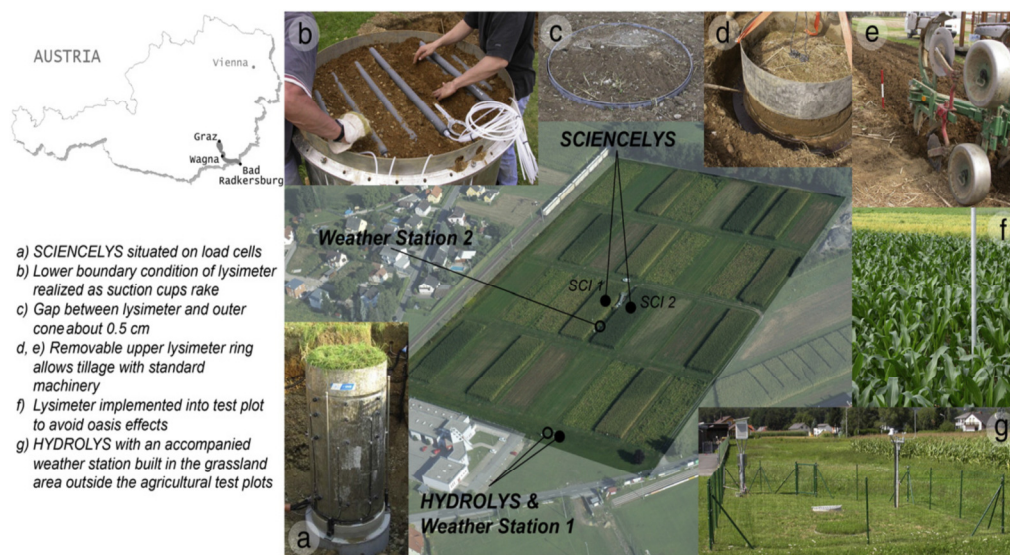 AUSTRIA
Vienna
Graz
Wagna
Bad
Radkersburg
a) SCIENCELYS situated on load cells
b) Lower boundary condition of lysimeter
realized as suction cups rake
c) Gap between lysimeter and outer
cone about 0.5 cm
d, e) Removable upper lysimeter ring
allows tillage with standard
machinery
f) Lysimeter implemented into test plot
to avoid oasis effects
g) HYDROLYS with an accompanied
weather station built in the grassland
area outside the agricultural test plots
b
c
d
e
SCIENCELYS
Weather Station 2
SCI 1
SCI 2
f
HYDROLYS &
Weather Station 1
a
g